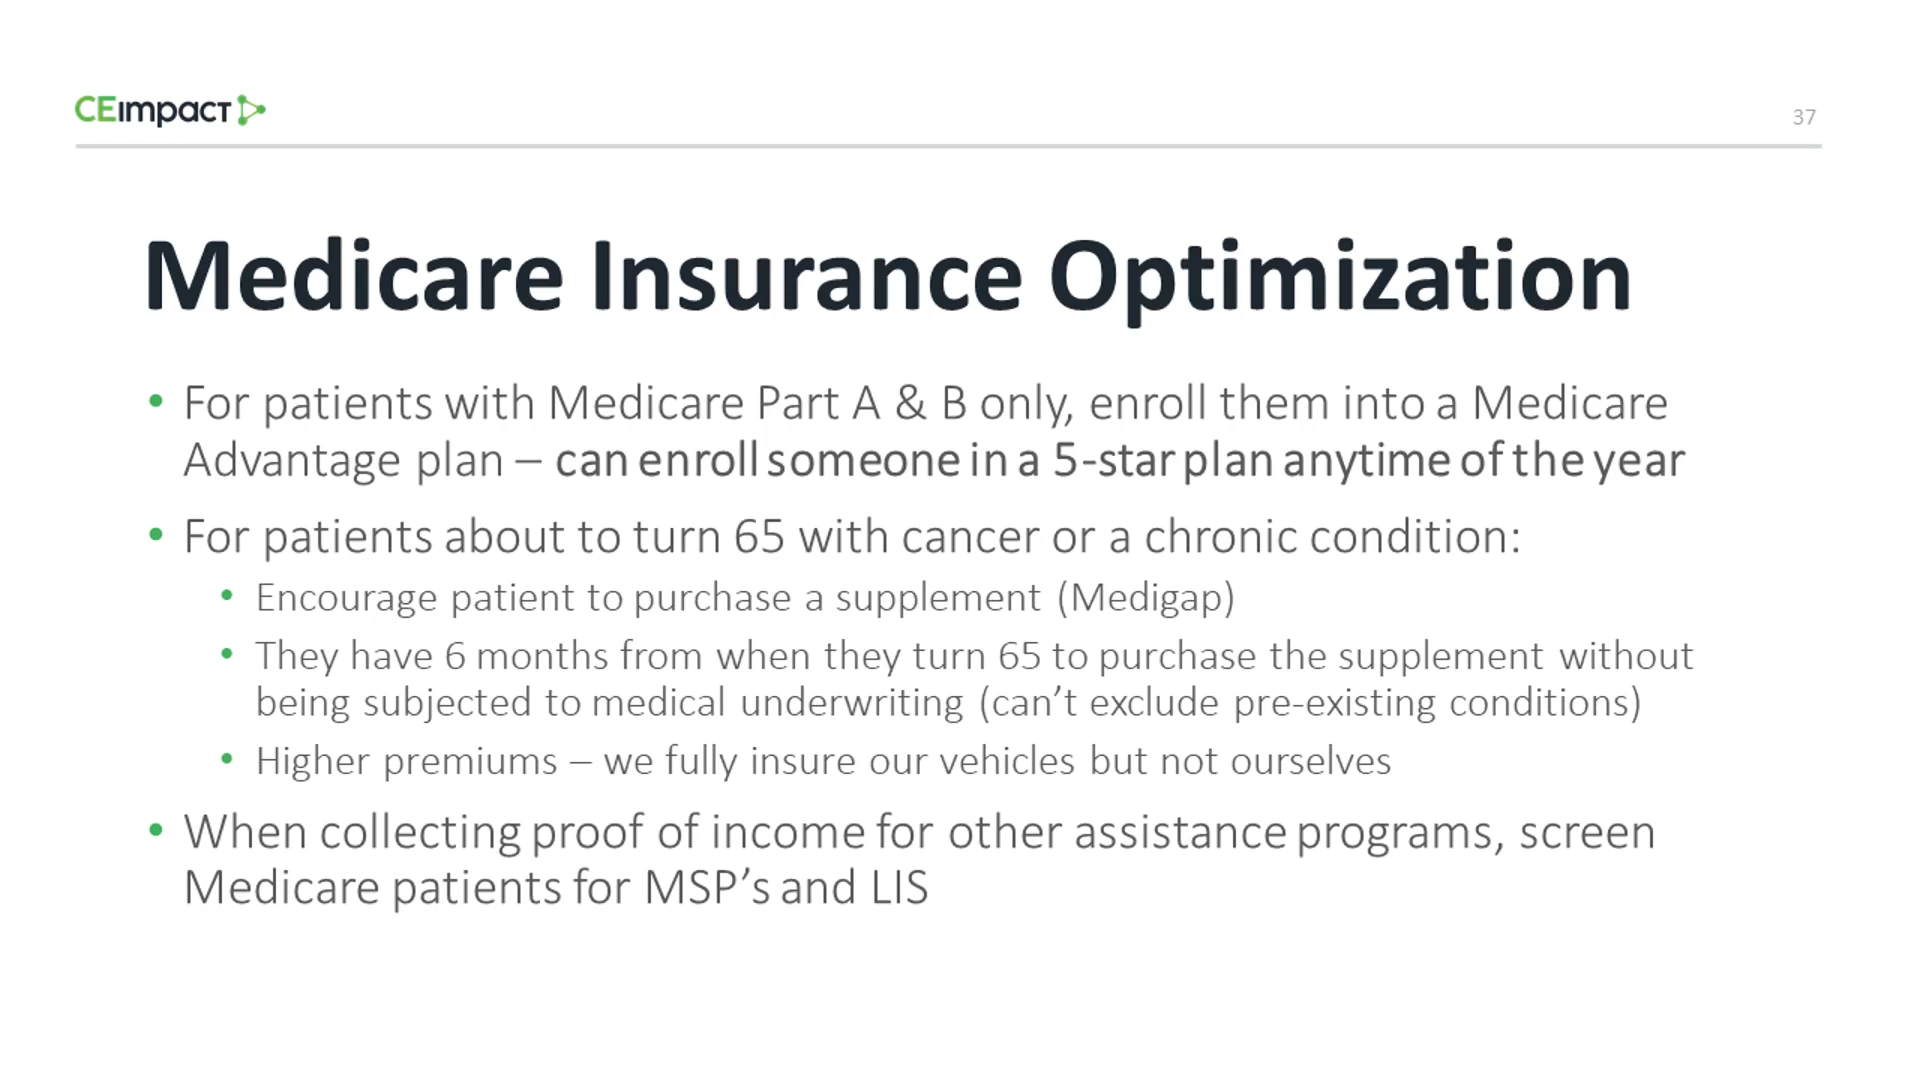 CEimpact
37
Medicare Insurance Optimization
• For patients with Medicare Part A & B only, enroll them into a Medicare
Advantage plan – can enroll someone in a 5-star plan anytime of the year
• For patients about to turn 65 with cancer or a chronic condition:
• Encourage patient to purchase a supplement (Medigap)
• They have 6 months from when they turn 65 to purchase the supplement without
being subjected to medical underwriting (can’t exclude pre-existing conditions)
• Higher premiums – we fully insure our vehicles but not ourselves
• When collecting proof of income for other assistance programs, screen
Medicare patients for MSP’s and LIS